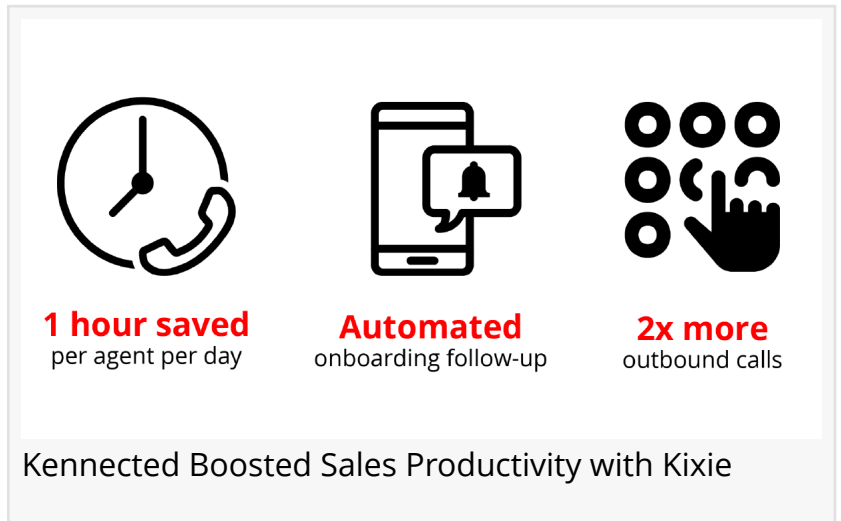 1 hour saved
per agent per day
Automated
onboarding follow-up
2x more
outbound calls
Kennected Boosted Sales Productivity with Kixie